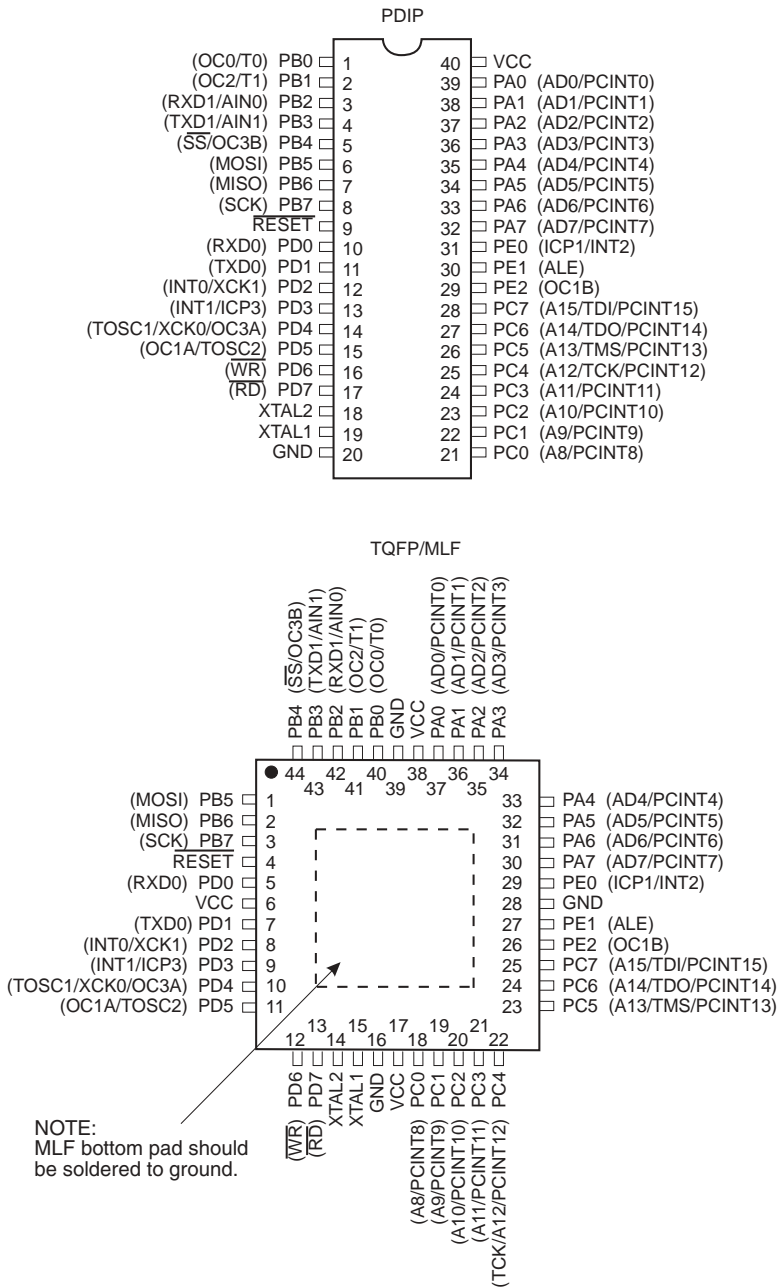 PDIP
(OC0/T0) PB0 1 40 VCC
(OC2/T1) PB1 2 39 PA0 (AD0/PCINT0)
(RXD1/AIN0) PB2 3 38 PA1 (AD1/PCINT1)
(TXD1/AIN1) PB3 4 37 PA2 (AD2/PCINT2)
(SS/OC3B) PB4 5 36 PA3 (AD3/PCINT3)
(MOSI) PB5 6 35 PA4 (AD4/PCINT4)
(MISO) PB6 7 34 PA5 (AD5/PCINT5)
(SCK) PB7 8 33 PA6 (AD6/PCINT6)
RESET 9 32 PA7 (AD7/PCINT7)
(RXD0) PD0 10 31 PE0 (ICP1/INT2)
(TXD0) PD1 11 30 PE1 (ALE)
(INT0/XCK1) PD2 12 29 PE2 (OC1B)
(INT1/ICP3) PD3 13 28 PC7 (A15/TDI/PCINT15)
(TOSC1/XCK0/OC3A) PD4 14 27 PC6 (A14/TDO/PCINT14)
(OC1A/TOSC2) PD5 15 26 PC5 (A13/TMS/PCINT13)
(WR) PD6 16 25 PC4 (A12/TCK/PCINT12)
(RD) PD7 17 24 PC3 (A11/PCINT11)
XTAL2 18 23 PC2 (A10/PCINT10)
XTAL1 19 22 PC1 (A9/PCINT9)
GND 20 21 PC0 (A8/PCINT8)
TQFP/MLF
PB4 (SS/OC3B)
PB3 (TXD1/AIN1)
PB2 (RXD1/AIN0)
PB1 (OC2/T1)
PB0 (OC0/T0)
GND
VCC
PA0 (AD0/PCINT0)
PA1 (AD1/PCINT1)
PA2 (AD2/PCINT2)
PA3 (AD3/PCINT3)
44 42 40 38 36 34
43 41 39 37 35
(MOSI) PB5 1 33 PA4 (AD4/PCINT4)
(MISO) PB6 2 32 PA5 (AD5/PCINT5)
(SCK) PB7 3 31 PA6 (AD6/PCINT6)
RESET 4 30 PA7 (AD7/PCINT7)
(RXD0) PD0 5 29 PE0 (ICP1/INT2)
VCC 6 28 GND
(TXD0) PD1 7 27 PE1 (ALE)
(INT0/XCK1) PD2 8 26 PE2 (OC1B)
(INT1/ICP3) PD3 9 25 PC7 (A15/TDI/PCINT15)
(TOSC1/XCK0/OC3A) PD4 10 24 PC6 (A14/TDO/PCINT14)
(OC1A/TOSC2) PD5 11 23 PC5 (A13/TMS/PCINT13)
13 15 17 19 21
12 14 16 18 20 22
(WR) PD6
(RD) PD7
XTAL2
XTAL1
GND
VCC
(A8/PCINT8) PC0
(A9/PCINT9) PC1
(A10/PCINT10) PC2
(A11/PCINT11) PC3
(TCK/A12/PCINT12) PC4
NOTE:
MLF bottom pad should
be soldered to ground.